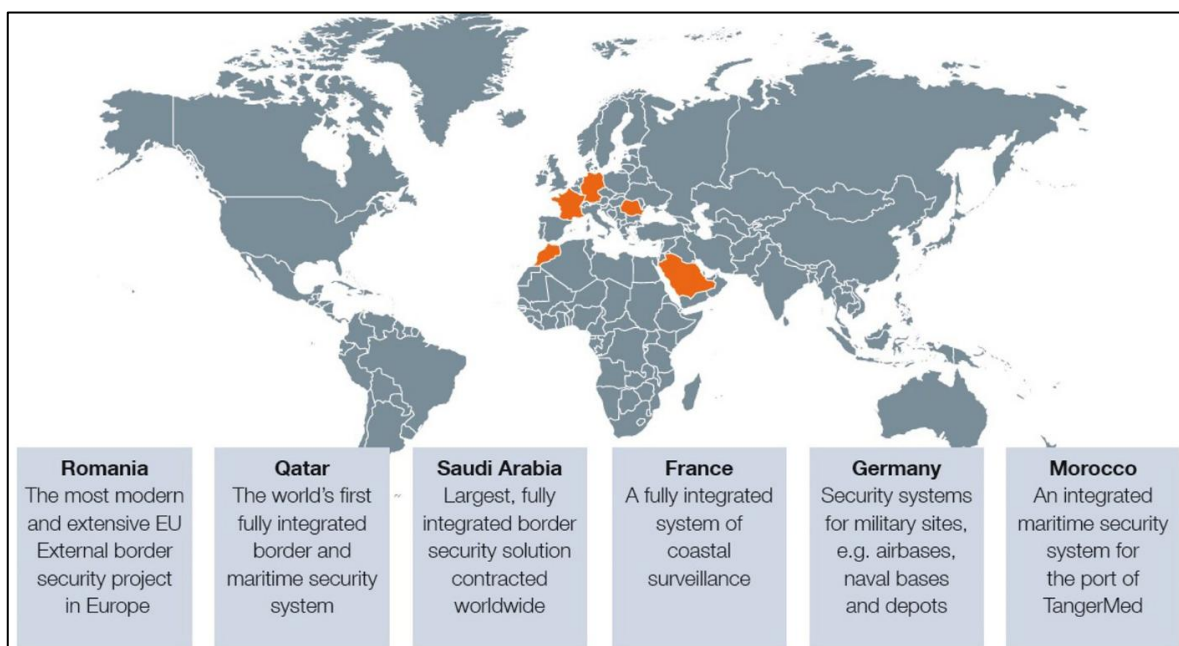 Romania
The most modern
and extensive EU
External border
security project
in Europe
Qatar
The world's first
fully integrated
border and
maritime security
system
Saudi Arabia
Largest, fully
integrated border
security solution
contracted
worldwide
France
A fully integrated
system of
coastal
surveillance
Germany
Security systems
for military sites,
e.g. airbases,
naval bases
and depots
Morocco
An integrated
maritime security
system for
the port of
TangerMed